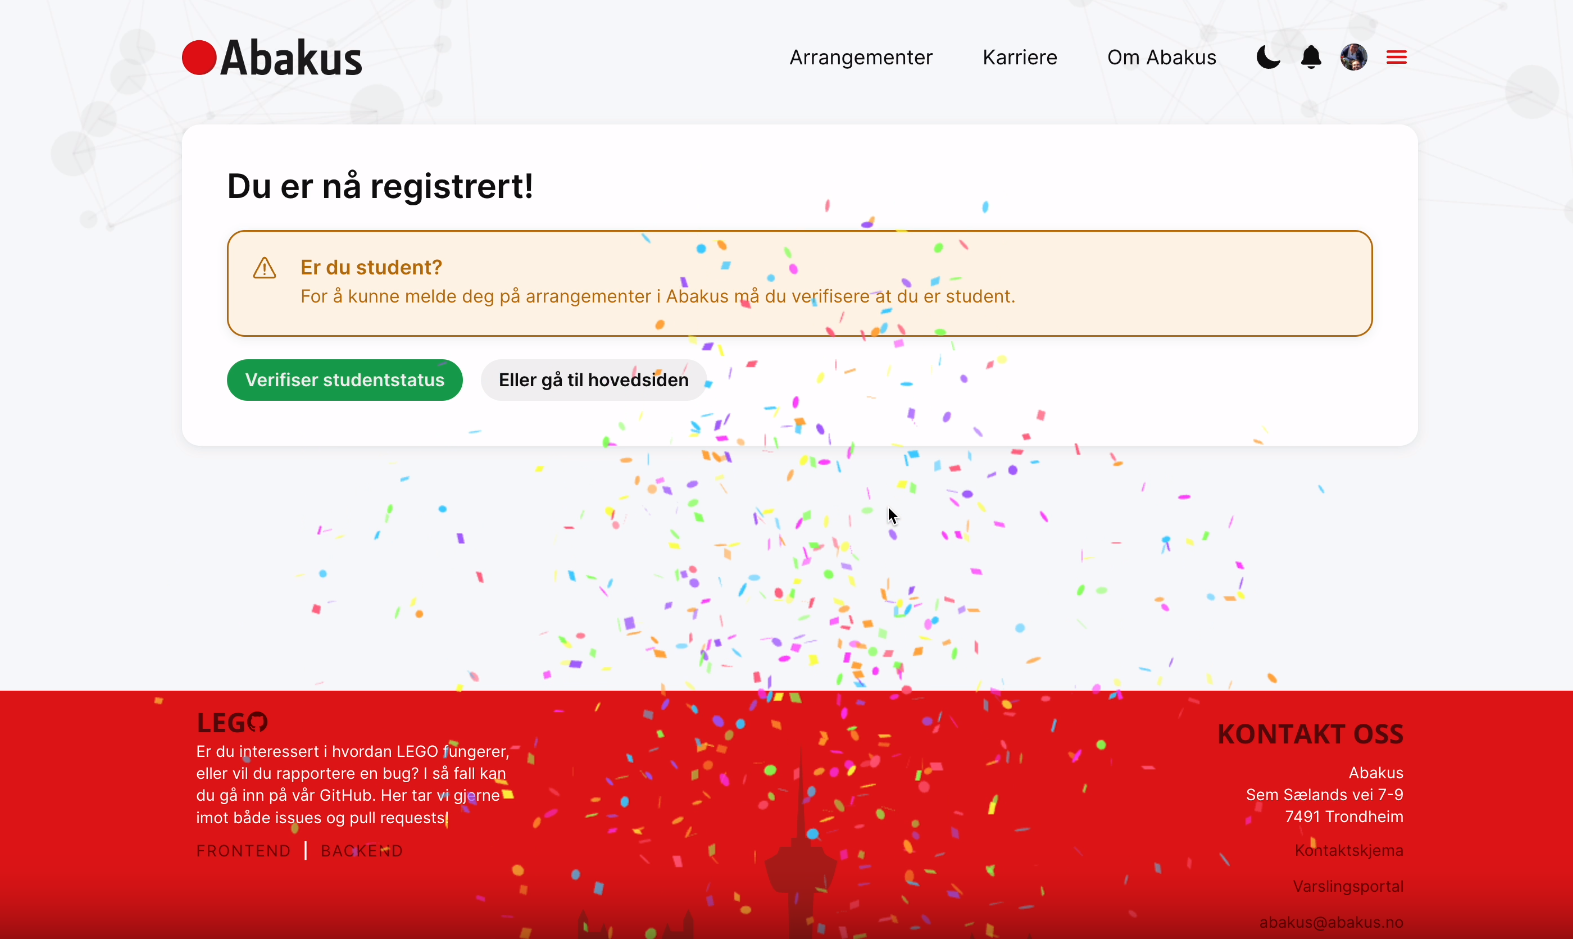 Abakus
Arrangementer
Karriere
Om Abakus
Du er nå registrert!
Er du student?
For å kunne melde deg på arrangementer i Abakus må du verifisere at du er student.
Verifiser studentstatus
Eller gå til hovedsiden
LEGO
Er du interessert i hvordan LEGO fungerer,
eller vil du rapportere en bug? I så fall kan
du gå inn på vår GitHub. Her tar vi gjerne
imot både issues og pull requests!
FRONTEND | BACKEND
KONTAKT OSS
Abakus
Sem Sælands vei 7-9
7491 Trondheim
Kontaktskjema
Varslingsportal
abakus@abakus.no